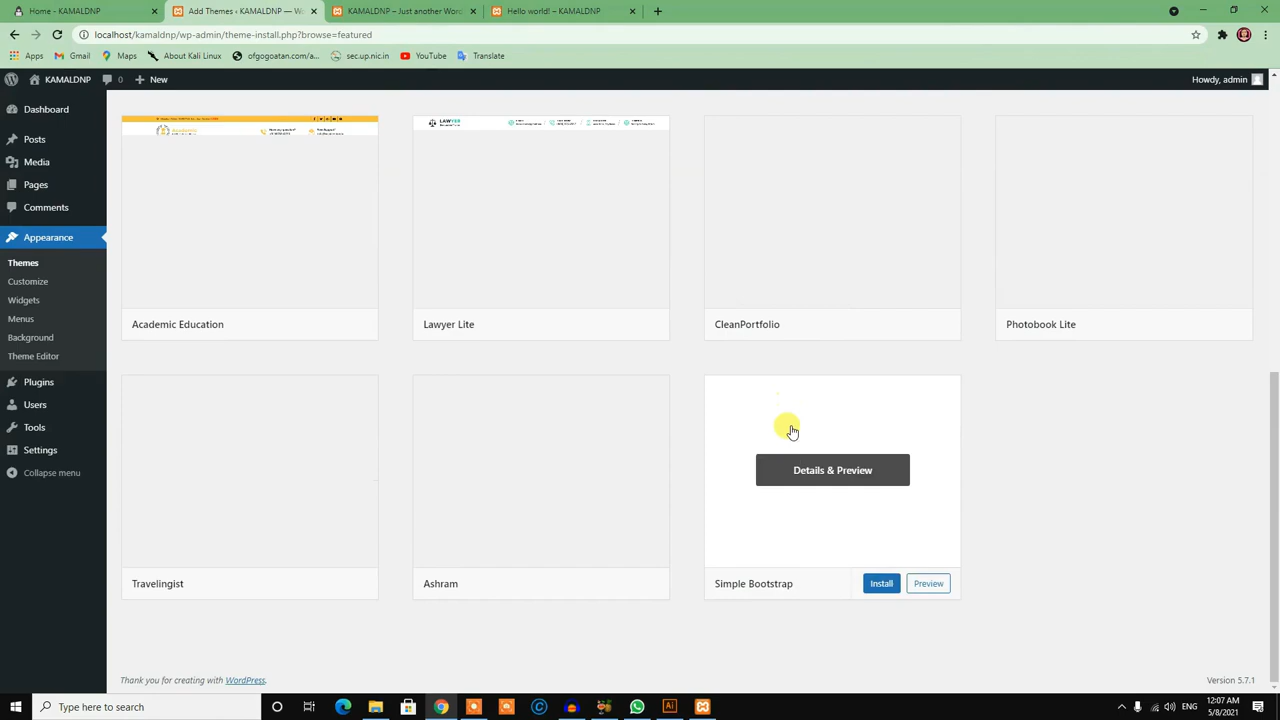 Home - KAMALDNP
Add Themes ‹ KAMALDNP — Wo
KAMALDNP – Just another Word
Hello world! – KAMALDNP
localhost/kamaldnp/wp-admin/theme-install.php?browse=featured
Apps
Gmail
Maps
About Kali Linux
ofgogoatan.com/a...
sec.up.nic.in
YouTube
Translate
KAMALDNP
0
New
Howdy, admin
Dashboard
Posts
Media
Pages
Comments
Appearance
Themes
Customize
Widgets
Menus
Background
Theme Editor
Plugins
Users
Tools
Settings
Collapse menu
LAWYER
Academic Education
Lawyer Lite
CleanPortfolio
Photobook Lite
Details & Preview
Travelingist
Ashram
Simple Bootstrap
Install
Preview
Thank you for creating with WordPress.
Version 5.7.1
Type here to search
ENG
12:07 AM
5/8/2021